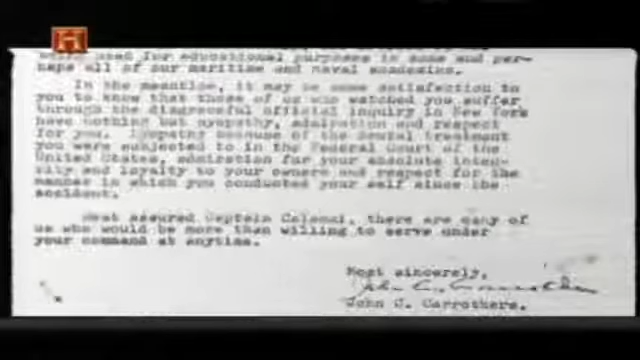 H
which used for educational purposes in some and per-
haps all of our maritime and naval academies.
In the meantime, it may be some satisfaction to
you to know that those of us who watched you suffer
through the disgraceful official inquiry in New York
have nothing but sympathy, admiration and respect
for you. Sympathy because of the brutal treatment
you were subjected to in the Federal Court of the
United States, admiration for your absolute integ-
rity and loyalty to your owners and respect for the
manner in which you conducted your self since the
accident.
Rest assured Captain Calamai, there are many of
us who would be more than willing to serve under
your command at anytime.
Most sincerely,
John C. Carrothers
John C. Carrothers.